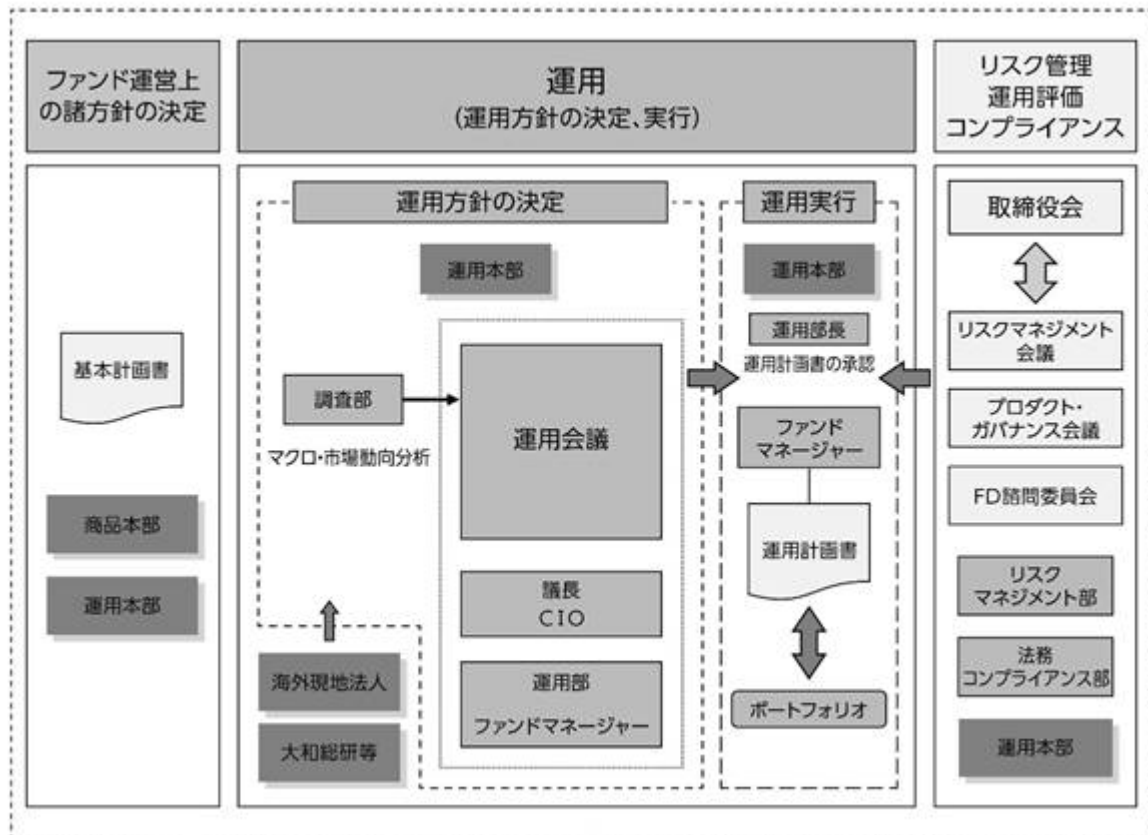 ファンド運営上
の諸方針の決定
運用
(運用方針の決定、実行)
リスク管理
運用評価
コンプライアンス
基本計画書
商品本部
運用本部
運用方針の決定
運用本部
調査部
マクロ・市場動向分析
運用会議
議長
CIO
運用部
ファンドマネージャー
海外現地法人
大和総研等
運用実行
運用本部
運用部長
運用計画書の承認
ファンド
マネージャー
運用計画書
ポートフォリオ
取締役会
リスクマネジメント
会議
プロダクト・
ガバナンス会議
FD諮問委員会
リスク
マネジメント部
法務
コンプライアンス部
運用本部